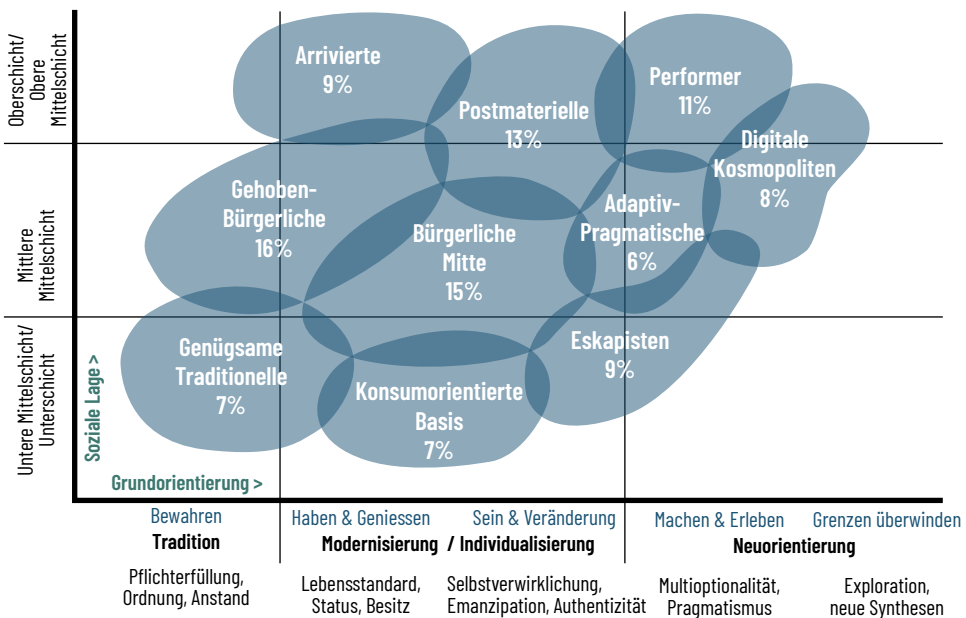 Oberschicht/
Obere
Mittelschicht
Mittlere
Mittelschicht
Untere Mittelschicht/
Unterschicht
Soziale Lage >
Arrivierte
9%
Postmaterielle
13%
Performer
11%
Digitale
Kosmopoliten
8%
Gehoben-
Bürgerliche
16%
Bürgerliche
Mitte
15%
Adaptiv-
Pragmatische
6%
Genügsame
Traditionelle
7%
Konsumorientierte
Basis
7%
Eskapisten
9%
Grundorientierung >
Bewahren
Haben & Geniessen
Sein & Veränderung
Machen & Erleben
Grenzen überwinden
Tradition
Modernisierung / Individualisierung
Neuorientierung
Pflichterfüllung,
Ordnung, Anstand
Lebensstandard,
Status, Besitz
Selbstverwirklichung,
Emanzipation, Authentizität
Multioptionalität,
Pragmatismus
Exploration,
neue Synthesen